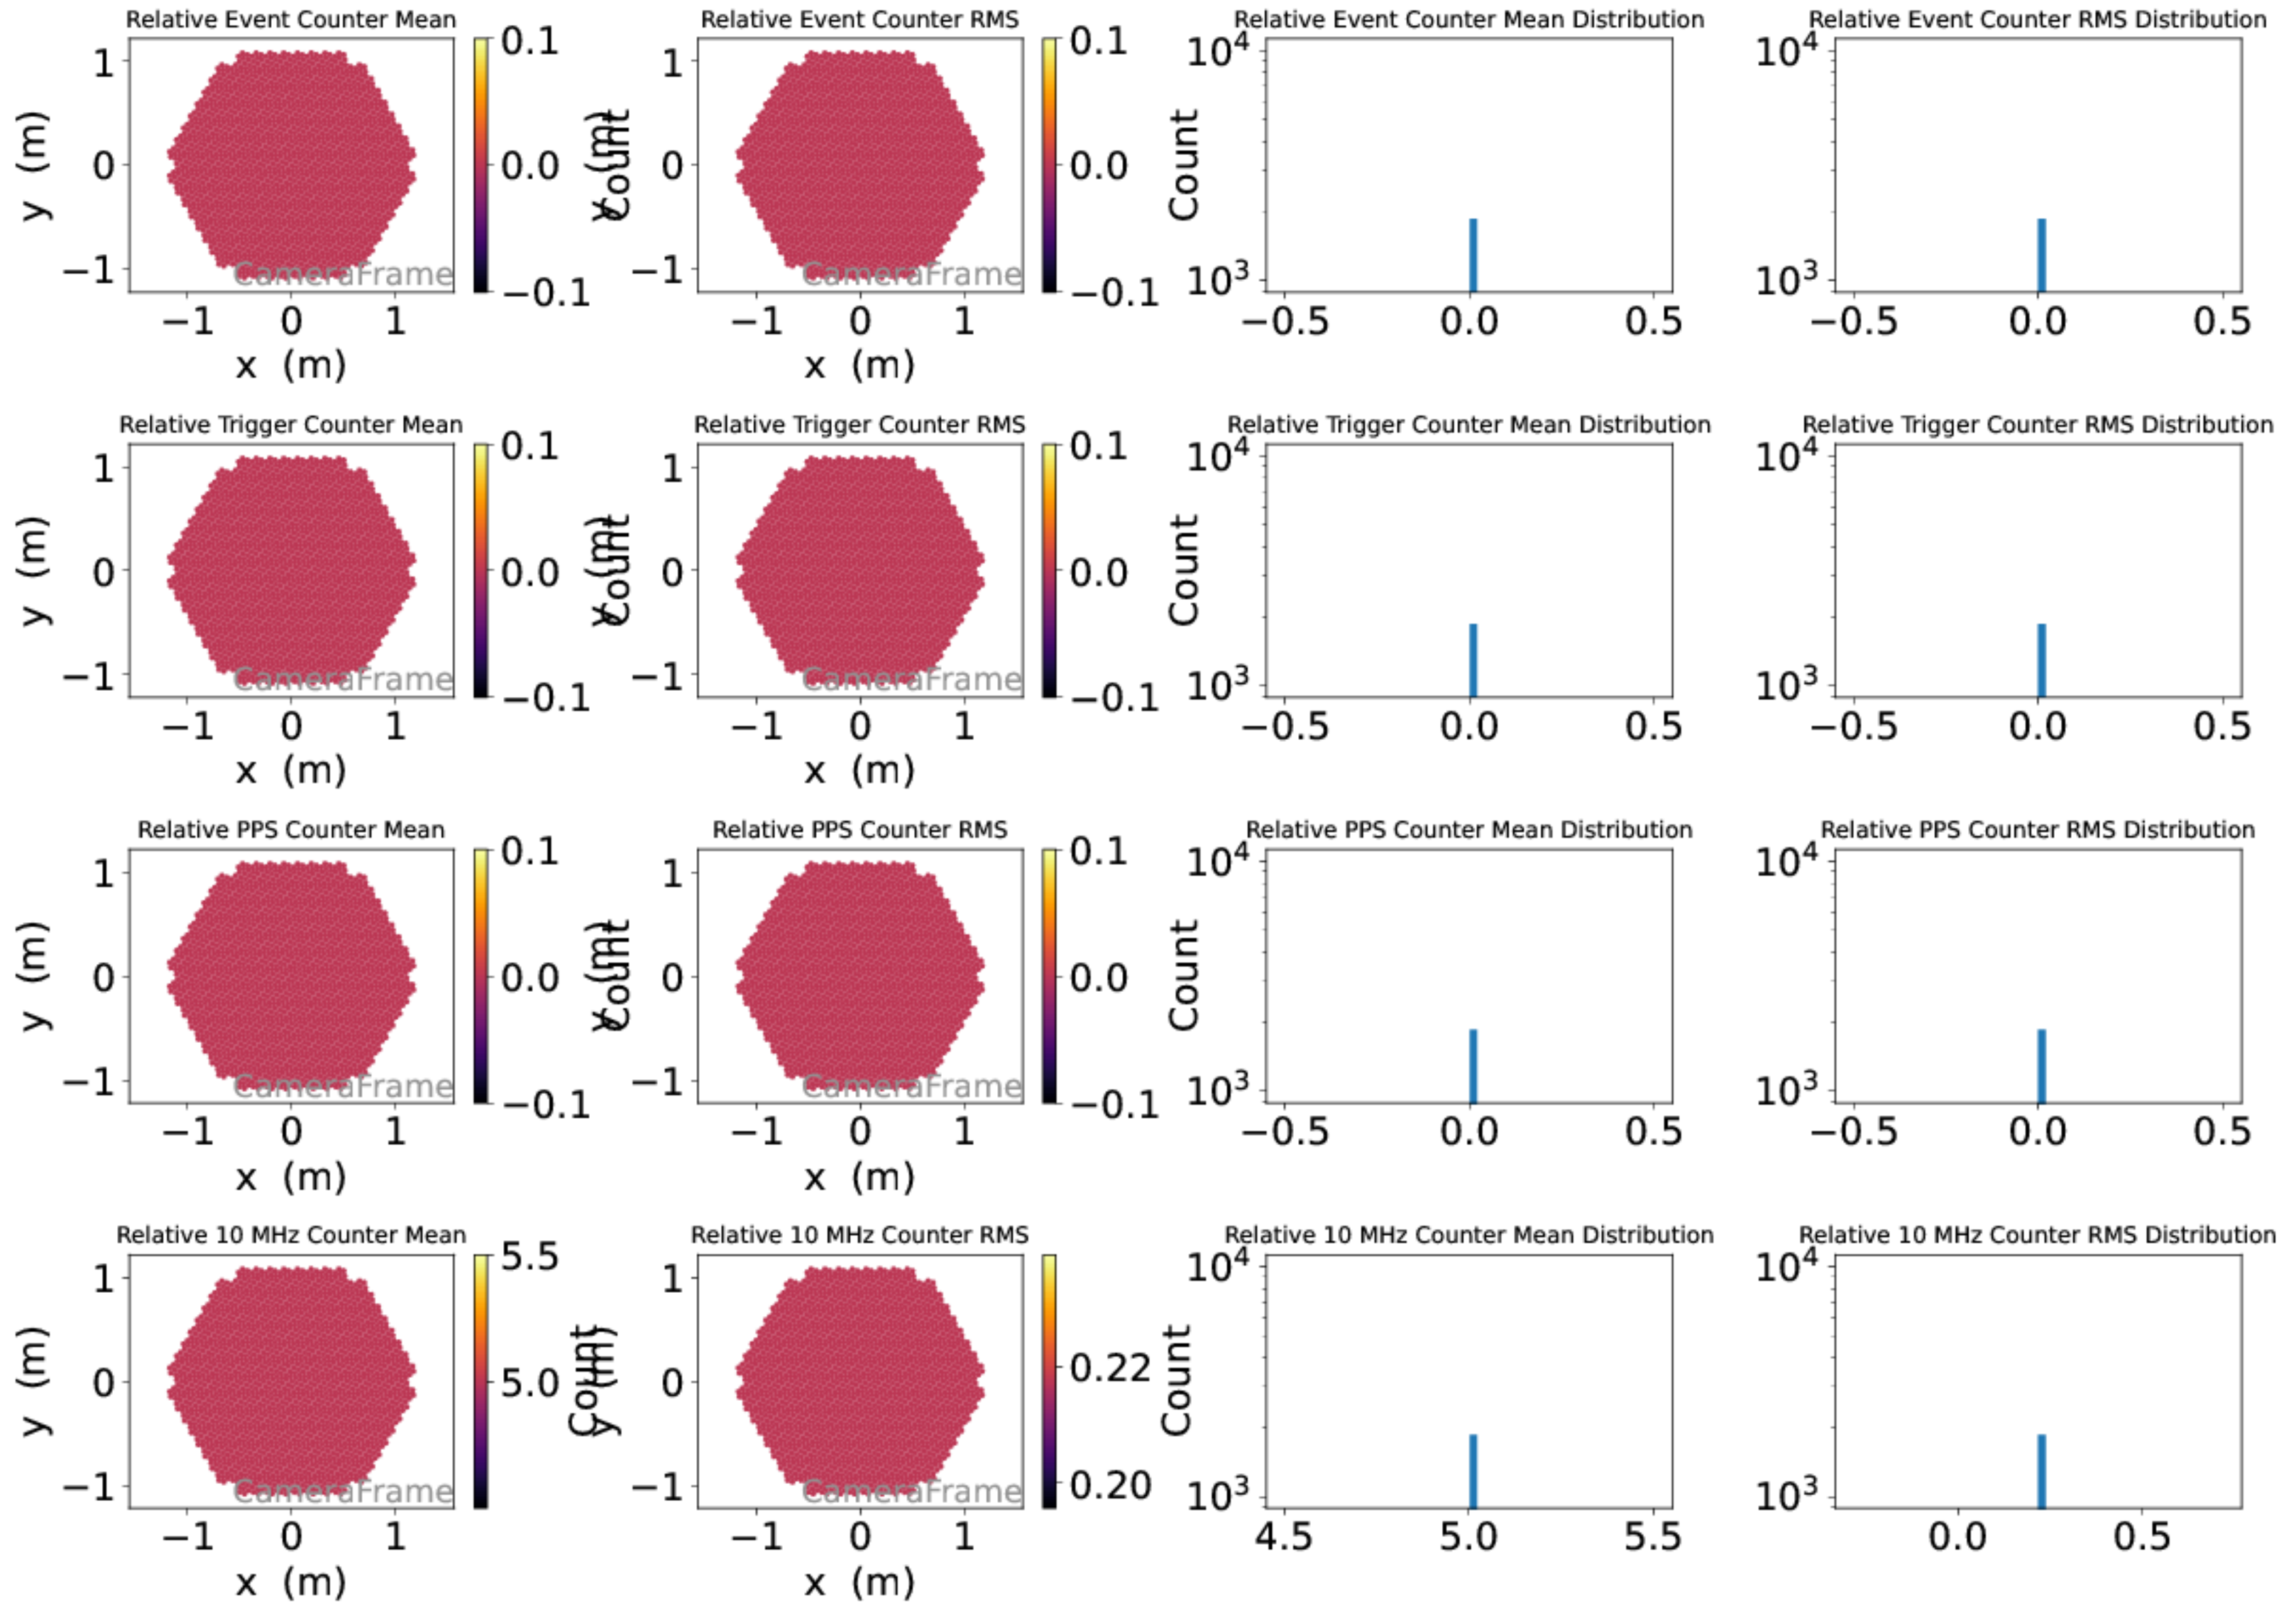 Relative Event Counter Mean
Relative Event Counter RMS
Relative Event Counter Mean Distribution
Relative Event Counter RMS Distribution
y (m)
1
0
−1
CameraFrame
−1 0 1
x (m)
0.1
0.0
−0.1
Count
y (m)
1
0
−1
CameraFrame
−1 0 1
x (m)
0.1
0.0
−0.1
Count
10⁴
10³
−0.5 0.0 0.5
10⁴
10³
−0.5 0.0 0.5
Relative Trigger Counter Mean
Relative Trigger Counter RMS
Relative Trigger Counter Mean Distribution
Relative Trigger Counter RMS Distribution
y (m)
1
0
−1
CameraFrame
−1 0 1
x (m)
0.1
0.0
−0.1
Count
y (m)
1
0
−1
CameraFrame
−1 0 1
x (m)
0.1
0.0
−0.1
Count
10⁴
10³
−0.5 0.0 0.5
10⁴
10³
−0.5 0.0 0.5
Relative PPS Counter Mean
Relative PPS Counter RMS
Relative PPS Counter Mean Distribution
Relative PPS Counter RMS Distribution
y (m)
1
0
−1
CameraFrame
−1 0 1
x (m)
0.1
0.0
−0.1
Count
y (m)
1
0
−1
CameraFrame
−1 0 1
x (m)
0.1
0.0
−0.1
Count
10⁴
10³
−0.5 0.0 0.5
10⁴
10³
−0.5 0.0 0.5
Relative 10 MHz Counter Mean
Relative 10 MHz Counter RMS
Relative 10 MHz Counter Mean Distribution
Relative 10 MHz Counter RMS Distribution
y (m)
1
0
−1
CameraFrame
−1 0 1
x (m)
5.5
5.0
Count
y (m)
1
0
−1
CameraFrame
−1 0 1
x (m)
0.22
0.20
Count
10⁴
10³
4.5 5.0 5.5
10⁴
10³
0.0 0.5